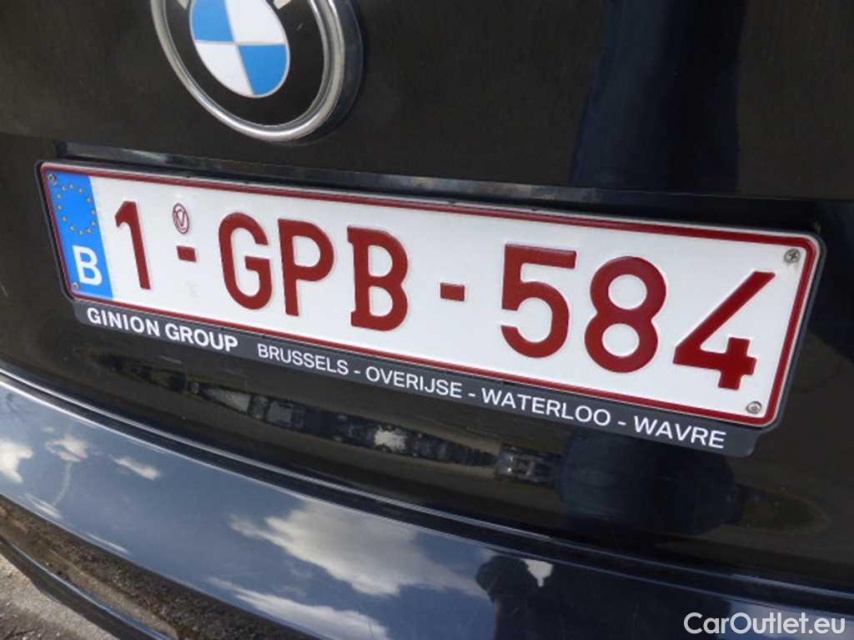 B 1-GPB-584
GINION GROUP BRUSSELS - OVERIJSE - WATERLOO - WAVRE
CarOutlet.eu